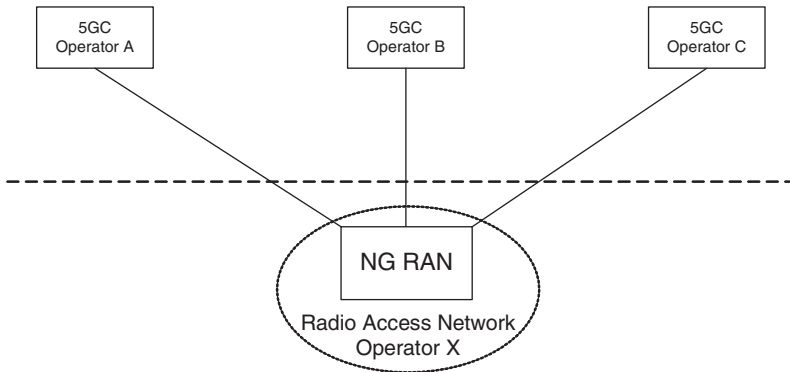 5GC
Operator A
5GC
Operator B
5GC
Operator C
NG RAN
Radio Access Network
Operator X